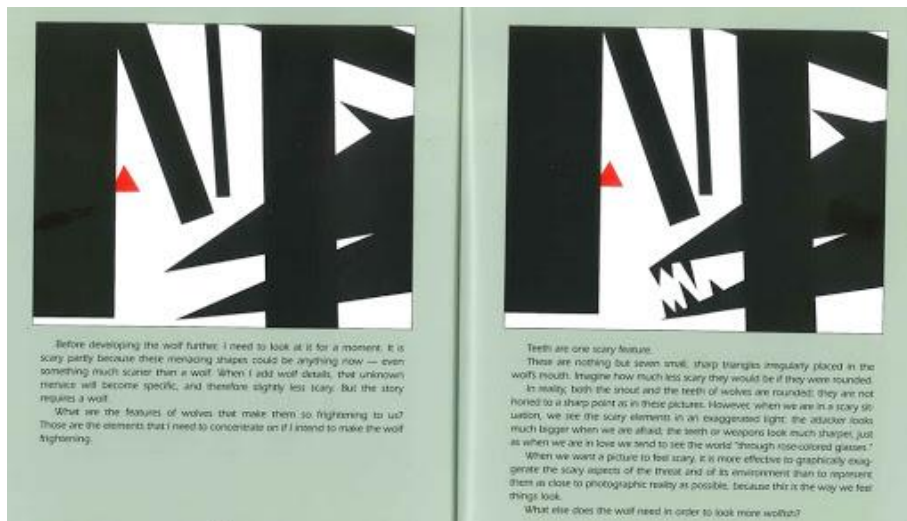 Before developing the wolf further, I need to look at it for a moment. It is
scary partly because these menacing shapes could be anything now — even
something much scarier than a wolf. When I add wolf details, that unknown
menace will become specific, and therefore slightly less scary. But the story
requires a wolf.
What are the features of wolves that make them so frightening to us?
Those are the elements that I need to concentrate on if I intend to make the wolf
frightening.
Teeth are one scary feature.
These are nothing but seven small, sharp triangles irregularly placed in the
wolf's mouth. Imagine how much less scary they would be if they were rounded.
In reality, both the snout and the teeth of wolves are rounded; they are not
honed to a sharp point as in these pictures. However, when we are in a scary sit-
uation, we see the scary elements in an exaggerated light: the attacker looks
much bigger when we are afraid; the teeth or weapons look much sharper, just
as when we are in love we tend to see the world "through rose-colored glasses."
When we want a picture to feel scary, it is more effective to graphically exag-
gerate the scary aspects of the threat and of its environment than to represent
them as close to photographic reality as possible, because this is the way we feel
things look.
What else does the wolf need in order to look more wolfish?